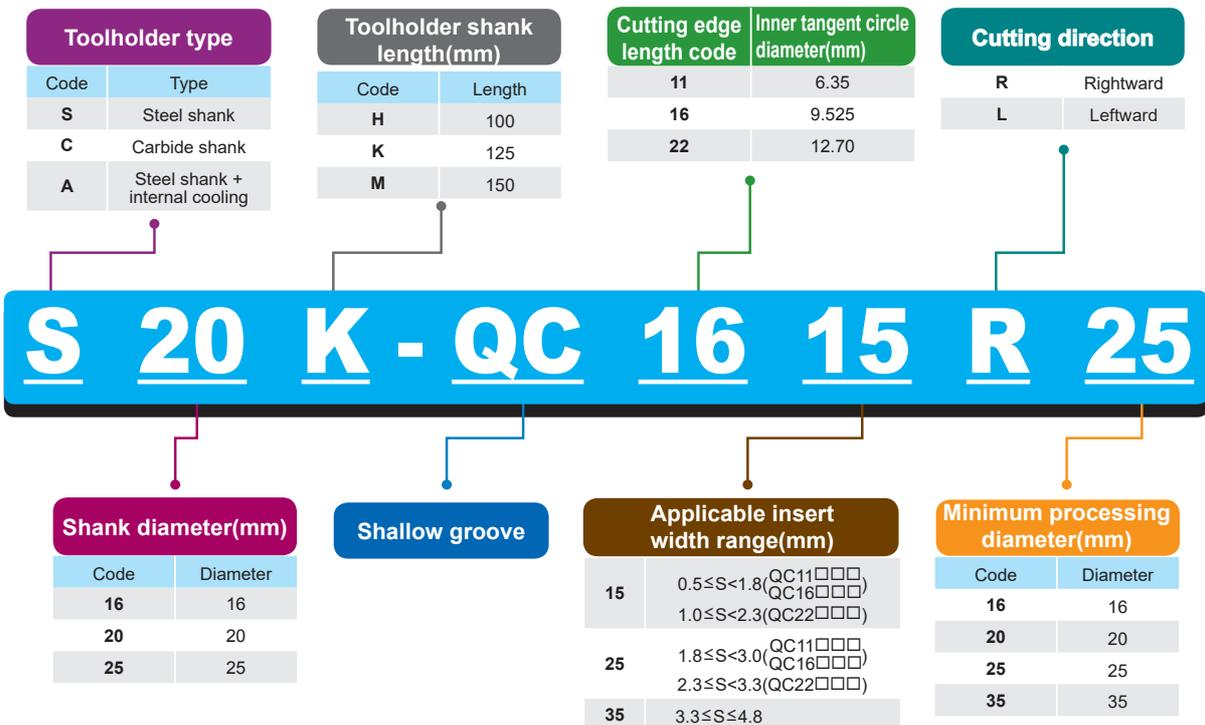 Toolholder type
Code Type
S Steel shank
C Carbide shank
A Steel shank +
internal cooling
Toolholder shank
length(mm)
Code Length
H 100
K 125
M 150
Cutting edge
length code
Inner tangent circle
diameter(mm)
11 6.35
16 9.525
22 12.70
Cutting direction
R Rightward
L Leftward
S 20 K - QC 16 15 R 25
Shank diameter(mm)
Code Diameter
16 16
20 20
25 25
Shallow groove
Applicable insert
width range(mm)
15 0.5≤S<1.8(QC11□□□
QC16□□□)
1.0≤S<2.3(QC22□□□)
25 1.8≤S<3.0(QC11□□□
QC16□□□)
2.3≤S<3.3(QC22□□□)
35 3.3≤S≤4.8
Minimum processing
diameter(mm)
Code Diameter
16 16
20 20
25 25
35 35